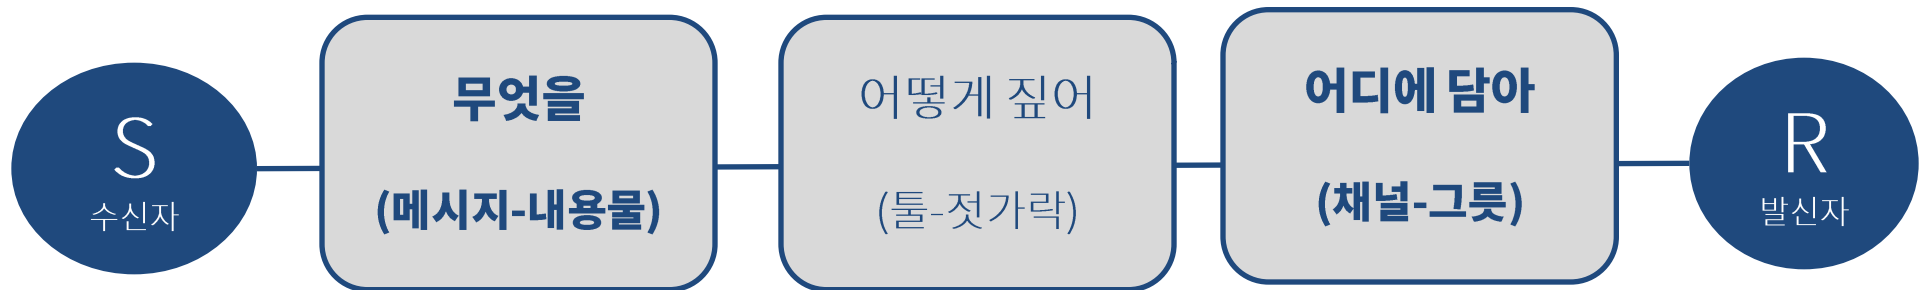 S
수신자
무엇을
(메시지-내용물)
어떻게 짚어
(툴-젓가락)
어디에 담아
(채널-그릇)
R
발신자